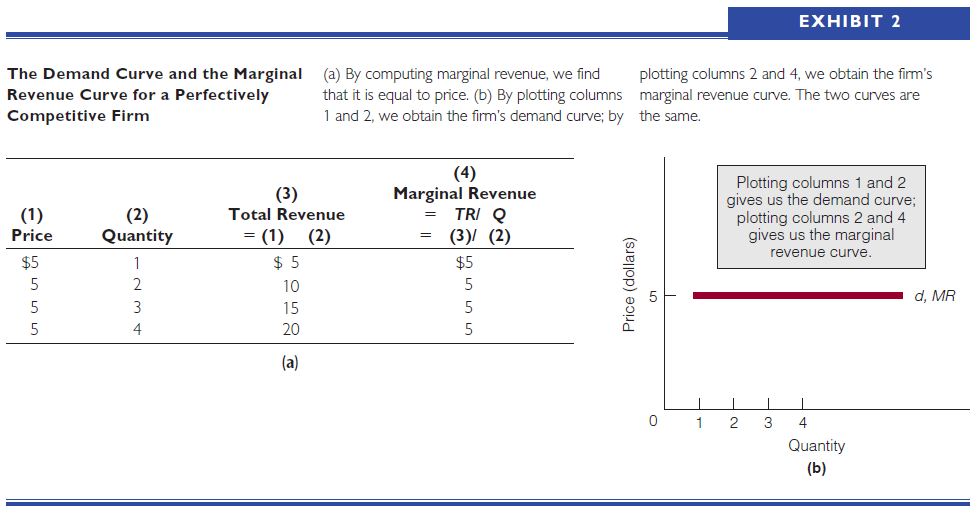 EXHIBIT 2
The Demand Curve and the Marginal
Revenue Curve for a Perfectively
Competitive Firm
(a) By computing marginal revenue, we find
that it is equal to price. (b) By plotting columns
1 and 2, we obtain the firm's demand curve; by
plotting columns 2 and 4, we obtain the firm's
marginal revenue curve. The two curves are
the same.
(1)
Price
(2)
Quantity
(3)
Total Revenue
= (1) (2)
(4)
Marginal Revenue
= TR/ Q
= (3)/ (2)
$5 1 $ 5 $5
5 2 10 5
5 3 15 5
5 4 20 5
(a)
Plotting columns 1 and 2
gives us the demand curve;
plotting columns 2 and 4
gives us the marginal
revenue curve.
Price (dollars)
5
d, MR
0 1 2 3 4
Quantity
(b)